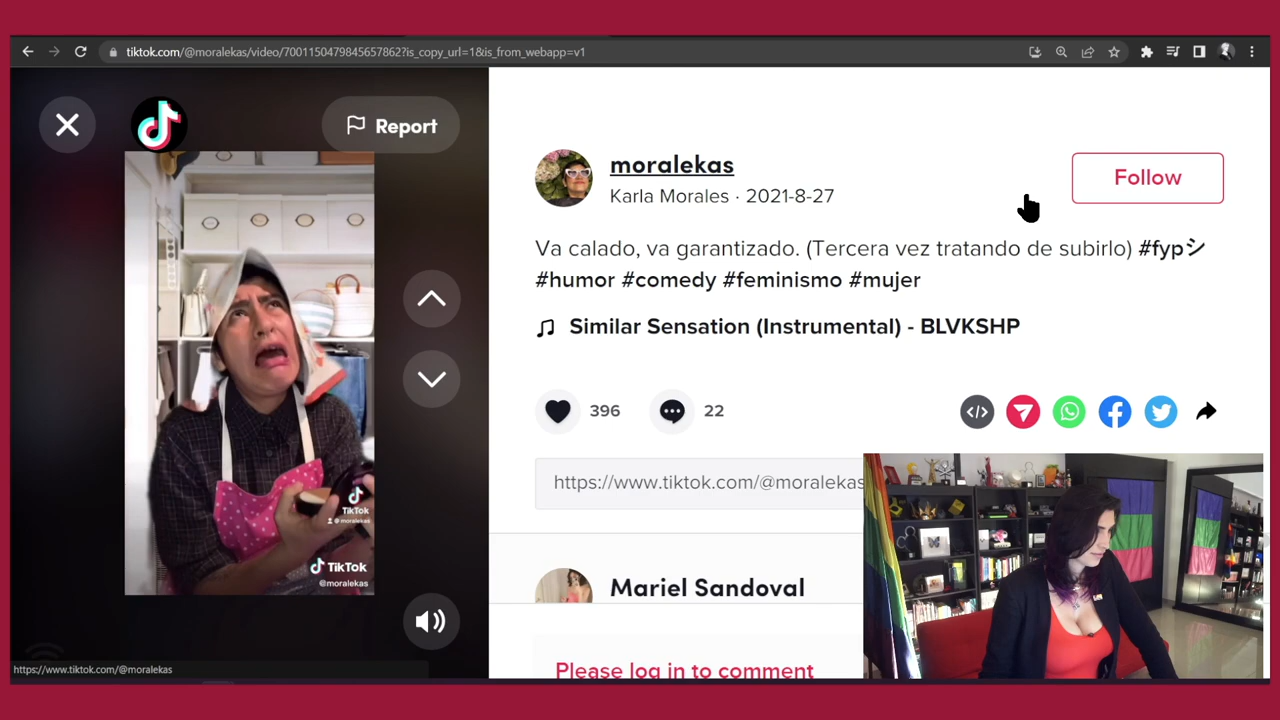 tiktok.com/@moralekas/video/7001150479845657862?is_copy_url=1&is_from_webapp=v1
Report
moralekas
Karla Morales · 2021-8-27
Follow
Va calado, va garantizado. (Tercera vez tratando de subirlo) #fypシ
#humor #comedy #feminismo #mujer
Similar Sensation (Instrumental) - BLVKSHP
396
22
https://www.tiktok.com/@moralekas
TikTok
@moralekas
TikTok
@moralekas
Mariel Sandoval
Please log in to comment
https://www.tiktok.com/@moralekas